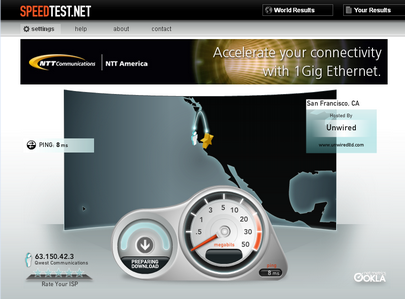 SPEEDTEST.NET
World Results
Your Results
settings
help
about
contact
NTT Communications
NTT America
Accelerate your connectivity
with 1Gig Ethernet.
San Francisco, CA
Hosted By
Unwired
www.unwiredltd.com
PING: 8 ms
3
5
10
1
20
.5
30
0
50
megabits
PREPARING
DOWNLOAD
PING
8 ms
63.150.42.3
Qwest Communications
Rate Your ISP
OOKLA